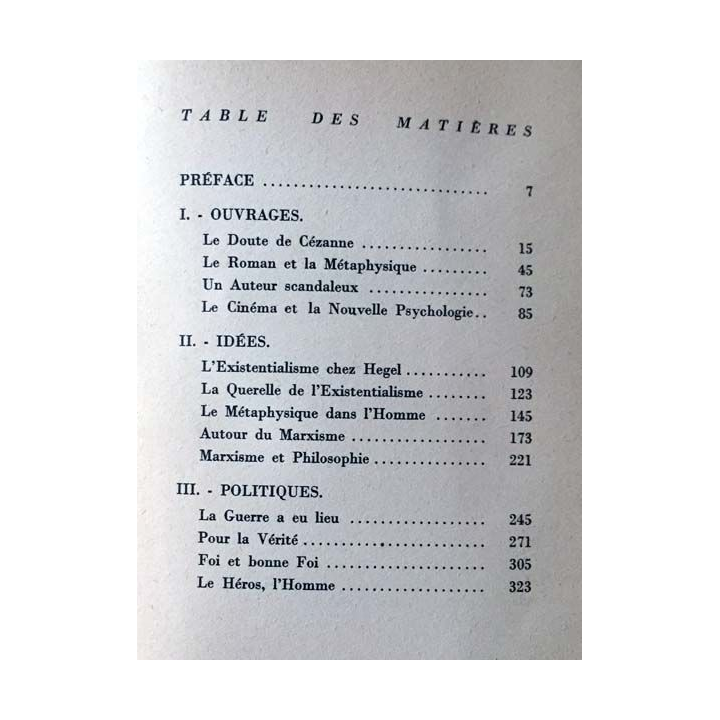 TABLE DES MATIÈRES
PRÉFACE .............................. 7
I. - OUVRAGES.
Le Doute de Cézanne ................. 15
Le Roman et la Métaphysique ......... 45
Un Auteur scandaleux ................ 73
Le Cinéma et la Nouvelle Psychologie.. 85
II. - IDÉES.
L'Existentialisme chez Hegel ........... 109
La Querelle de l'Existentialisme ........ 123
Le Métaphysique dans l'Homme ....... 145
Autour du Marxisme .................. 173
Marxisme et Philosophie ............... 221
III. - POLITIQUES.
La Guerre a eu lieu .................. 245
Pour la Vérité ........................ 271
Foi et bonne Foi ..................... 305
Le Héros, l'Homme ................... 323